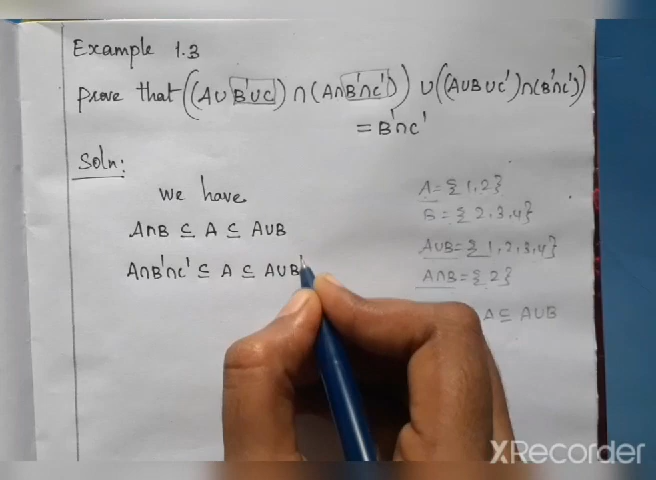 Example 1.3
Prove that ((A∪B'∪C)∩(A∩B'∩C'))∪((A∪B∪C')∩(B'∩C'))
= B'∩C'
Soln:
We have
A∩B ⊆ A ⊆ A∪B
A∩B'∩C' ⊆ A ⊆ A∪B'
A = {1,2}
B = {2,3,4}
A∪B = {1,2,3,4}
A∩B = {2}
A ⊆ A∪B
XRecorder